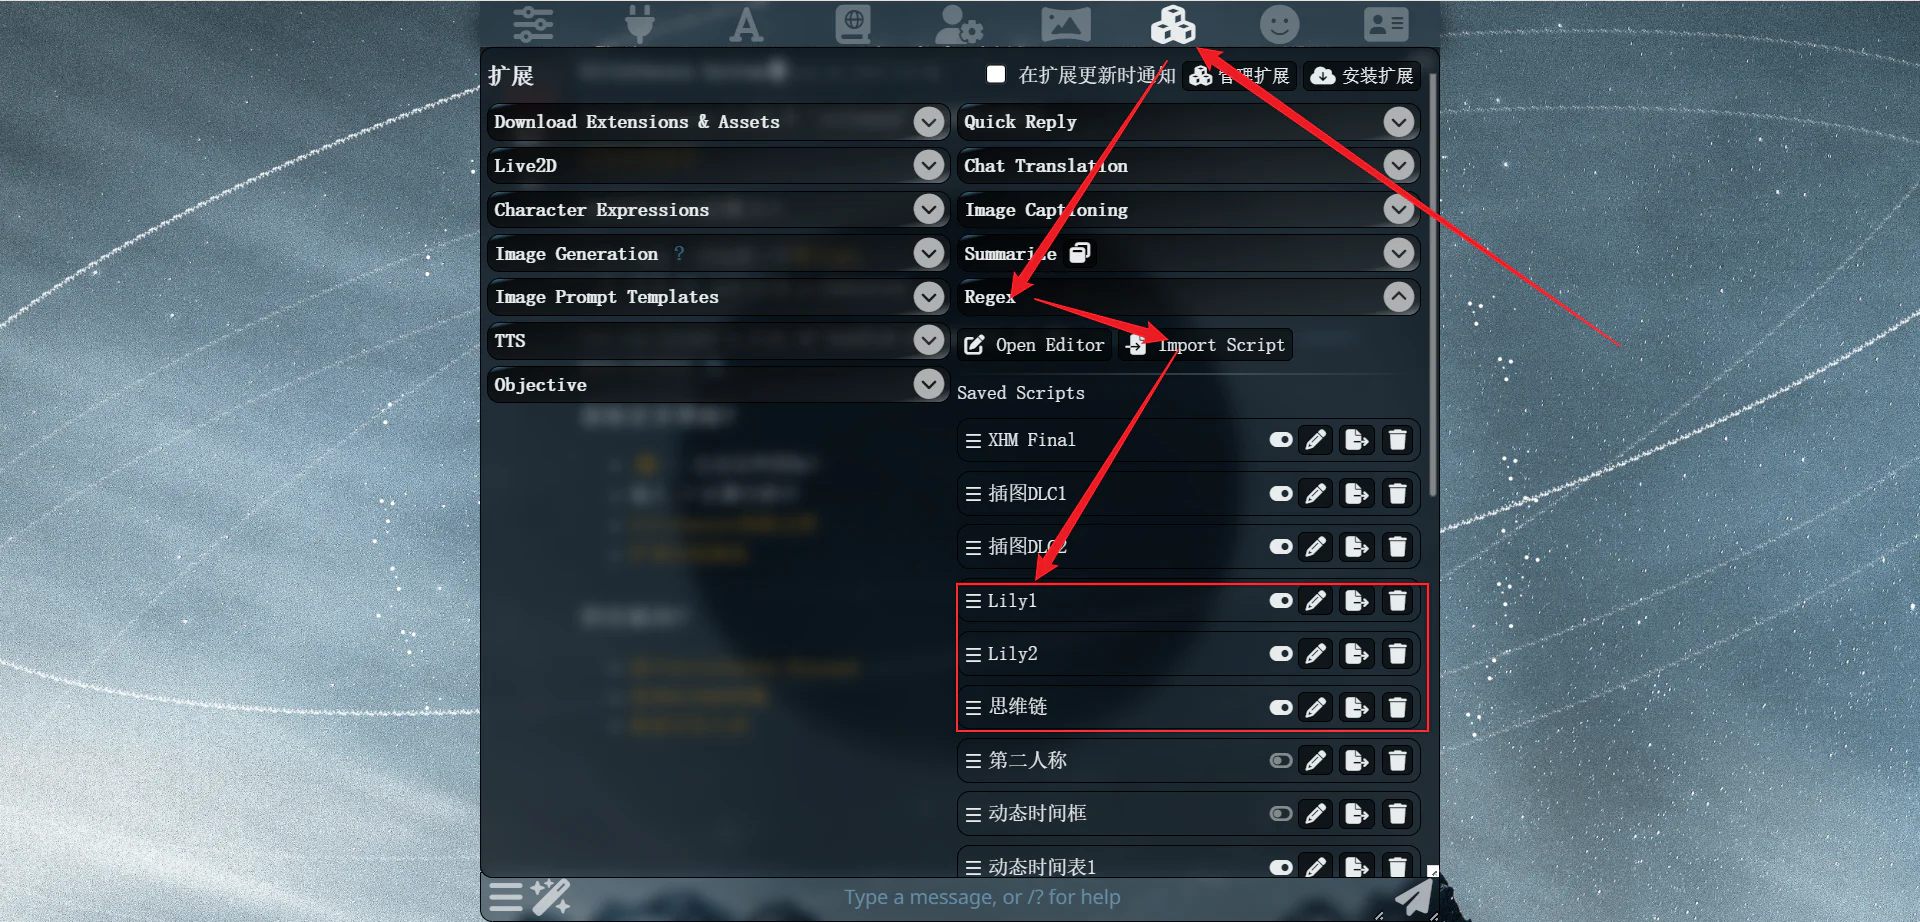 扩展
在扩展更新时通知
管理扩展
安装扩展
Download Extensions & Assets
Live2D
Character Expressions
Image Generation ?
Image Prompt Templates
TTS
Objective
Quick Reply
Chat Translation
Image Captioning
Summarize
Regex
Open Editor
Import Script
Saved Scripts
XHM Final
插图DLC1
插图DLC2
Lily1
Lily2
思维链
第二人称
动态时间框
动态时间表1
Type a message, or /? for help